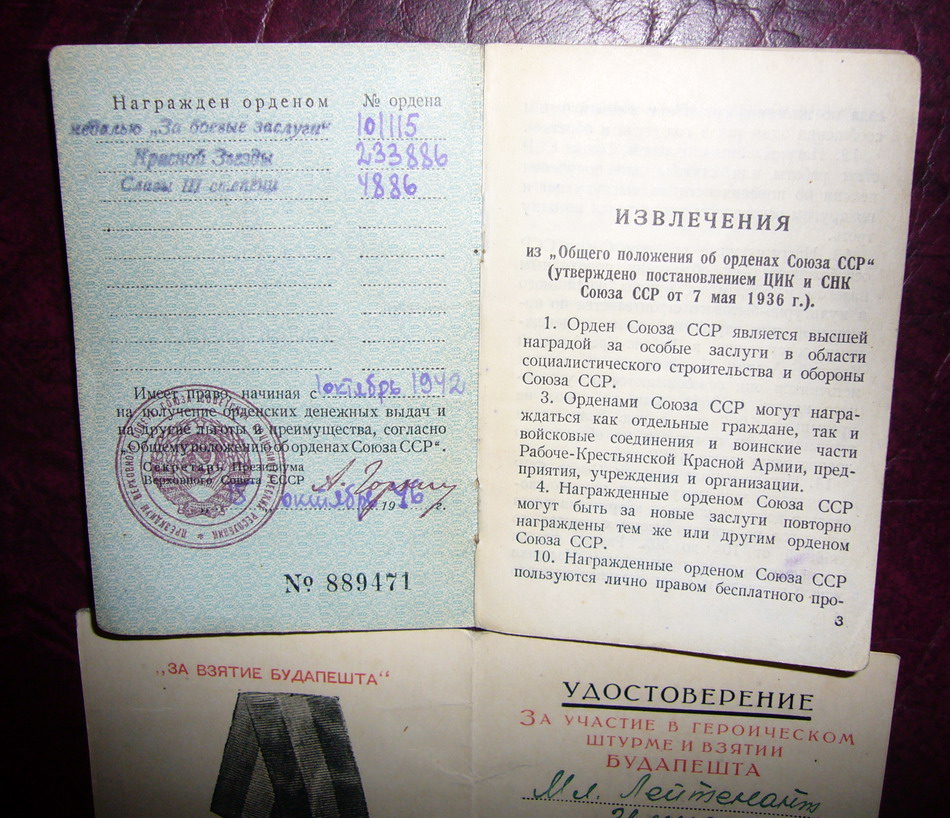 Награжден орденом № ордена
медалью „За боевые заслуги“ 101115
Красной Звезды 233886
Славы III степени 4886
Имеет право, начиная с 1 октябрь 1942
на получение орденских денежных выдач и
на другие льготы и преимущества, согласно
„Общему положению об орденах Союза ССР“.
Секретарь Президиума
Верховного Совета СССР А. Горкин
18 „ октябрь 1946 г.
№ 889471
ИЗВЛЕЧЕНИЯ
из „Общего положения об орденах Союза ССР“
(утверждено постановлением ЦИК и СНК
Союза ССР от 7 мая 1936 г.).
1. Орден Союза ССР является высшей
наградой за особые заслуги в области
социалистического строительства и обороны
Союза ССР.
3. Орденами Союза ССР могут награ-
ждаться как отдельные граждане, так и
войсковые соединения и воинские части
Рабоче-Крестьянской Красной Армии, пред-
приятия, учреждения и организации.
4. Награжденные орденом Союза ССР
могут быть за новые заслуги повторно
награждены тем же или другим орденом
Союза ССР.
10. Награжденные орденом Союза ССР
пользуются лично правом бесплатного про-
3
„ЗА ВЗЯТИЕ БУДАПЕШТА“
УДОСТОВЕРЕНИЕ
ЗА УЧАСТИЕ В ГЕРОИЧЕСКОМ
ШТУРМЕ И ВЗЯТИИ
БУДАПЕШТА
Мл. Лейтенант